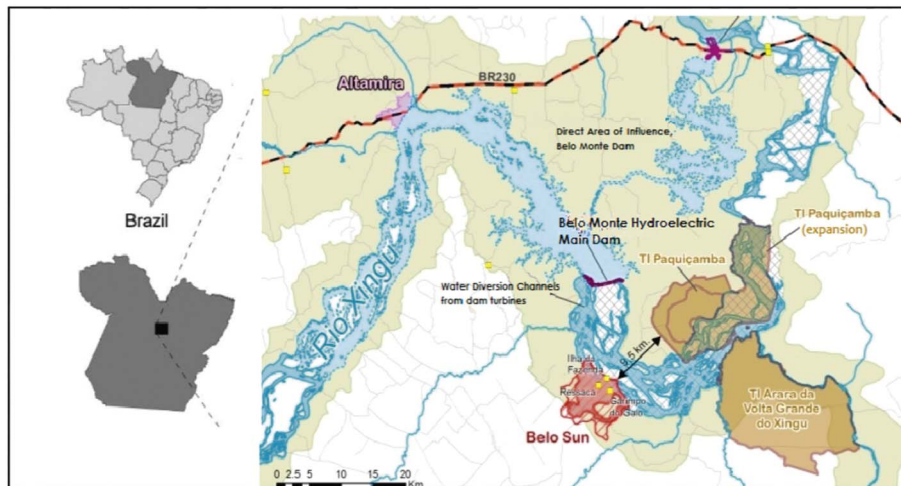 Brazil
Altamira
BR230
Direct Area of Influence,
Belo Monte Dam
Rio Xingu
Belo Monte Hydroelectric
Main Dam
TI Paquiçamba
(expansion)
TI Paquiçamba
Water Diversion Channels
from dam turbines
9.5 km.
Ilha da
Fazenda
Ressaca
Garimpo
do Galo
Belo Sun
TI Arara da
Volta Grande
do Xingu
0 2.5 5 10 15 20
Km